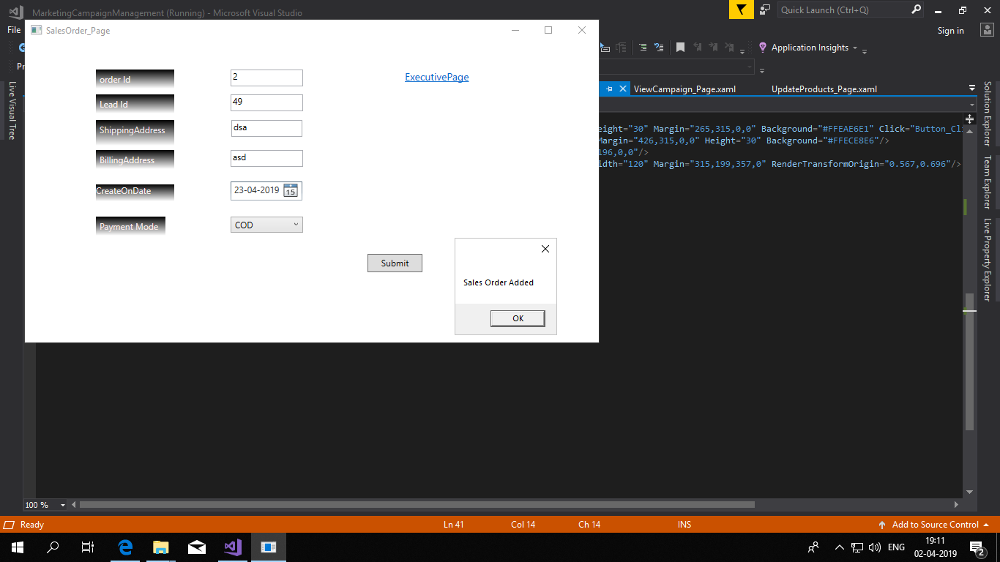 MarketingCampaignManagement (Running) - Microsoft Visual Studio
Quick Launch (Ctrl+Q)
File
SalesOrder_Page
Sign in
Application Insights
Pr
order Id
2
ExecutivePage
Lead Id
49
ShippingAddress
dsa
BillingAddress
asd
CreateOnDate
23-04-2019
15
Payment Mode
COD
Submit
Sales Order Added
OK
Live Visual Tree
ViewCampaign_Page.xaml
UpdateProducts_Page.xaml
eight="30" Margin="265,315,0,0" Background="#FFEAE6E1" Click="Button_Cl
Margin="426,315,0,0" Height="30" Background="#FFECE8E6"/>
196,0,0"/>
idth="120" Margin="315,199,357,0" RenderTransformOrigin="0.567,0.696"/>
Solution Explorer
Team Explorer
Live Property Explorer
100 %
Ready
Ln 41
Col 14
Ch 14
INS
Add to Source Control
ENG
19:11
02-04-2019
2